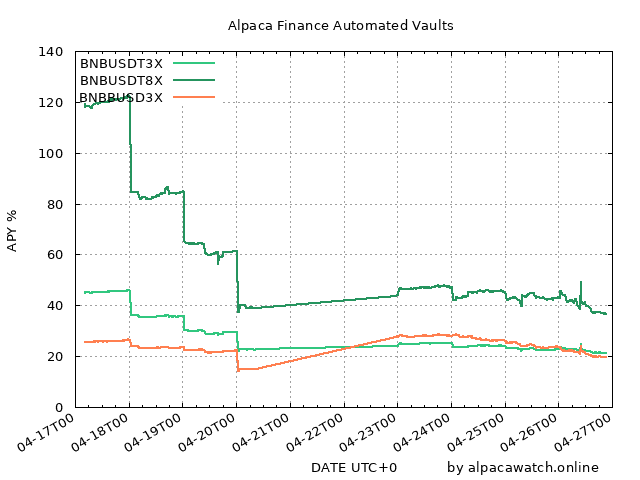 Alpaca Finance Automated Vaults
BNBUSDT3X
BNBUSDT8X
BNBBUSD3X
APY %
140
120
100
80
60
40
20
0
04-17T00
04-18T00
04-19T00
04-20T00
04-21T00
04-22T00
04-23T00
04-24T00
04-25T00
04-26T00
04-27T00
DATE UTC+0
by alpacawatch.online